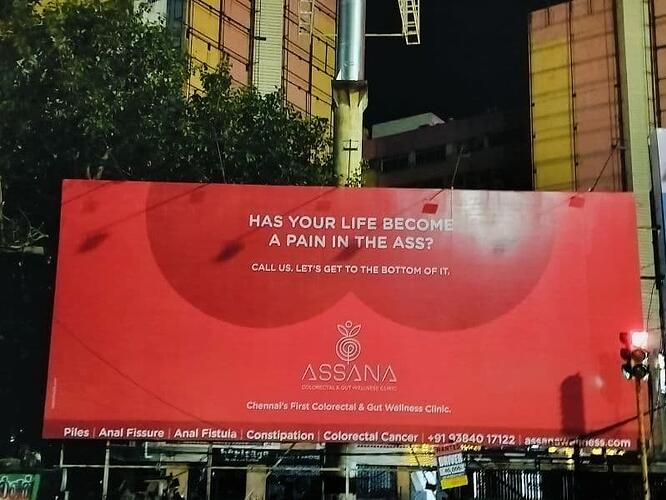 HAS YOUR LIFE BECOME
A PAIN IN THE ASS?
CALL US. LET'S GET TO THE BOTTOM OF IT.
ASSANA
COLORECTAL & GUT WELLNESS CLINIC
Chennai's First Colorectal & Gut Wellness Clinic.
Piles | Anal Fissure | Anal Fistula | Constipation | Colorectal Cancer | +91 93840 17122 | assanawellness.com
WANTED
DRIVER